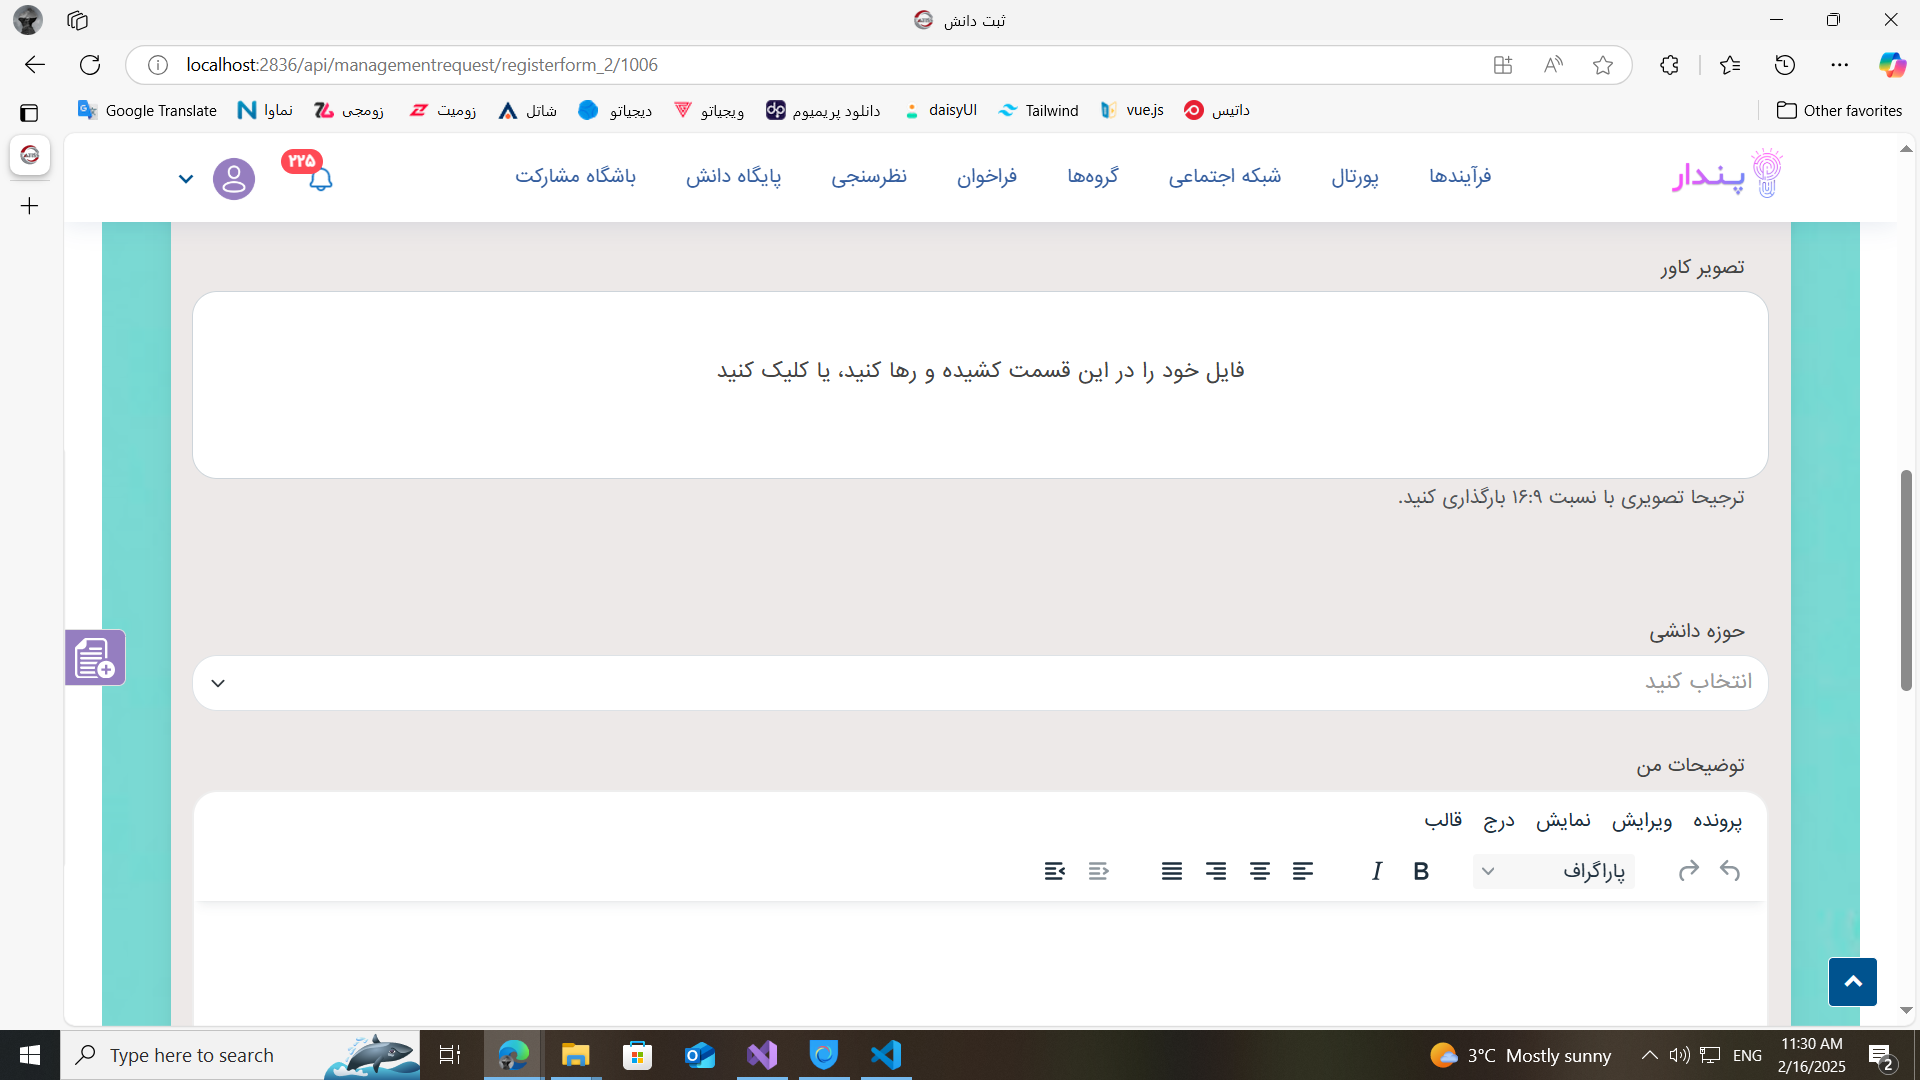 ثبت دانش
localhost:2836/api/managementrequest/registerform_2/1006
Google Translate
نماوا
زومجی
زومیت
شاتل
دیجیاتو
ویجیاتو
دانلود پریمیوم
daisyUI
Tailwind
vue.js
داتیس
Other favorites
پندار
فرآیندها
پورتال
شبکه اجتماعی
گروه‌ها
فراخوان
نظرسنجی
پایگاه دانش
باشگاه مشارکت
۲۲۵
تصویر کاور
فایل خود را در این قسمت کشیده و رها کنید، یا کلیک کنید
ترجیحا تصویری با نسبت ۱۶:۹ بارگذاری کنید.
حوزه دانشی
انتخاب کنید
توضیحات من
پرونده ویرایش نمایش درج قالب
پاراگراف
B I
Type here to search
3°C Mostly sunny
ENG
11:30 AM
2/16/2025
2